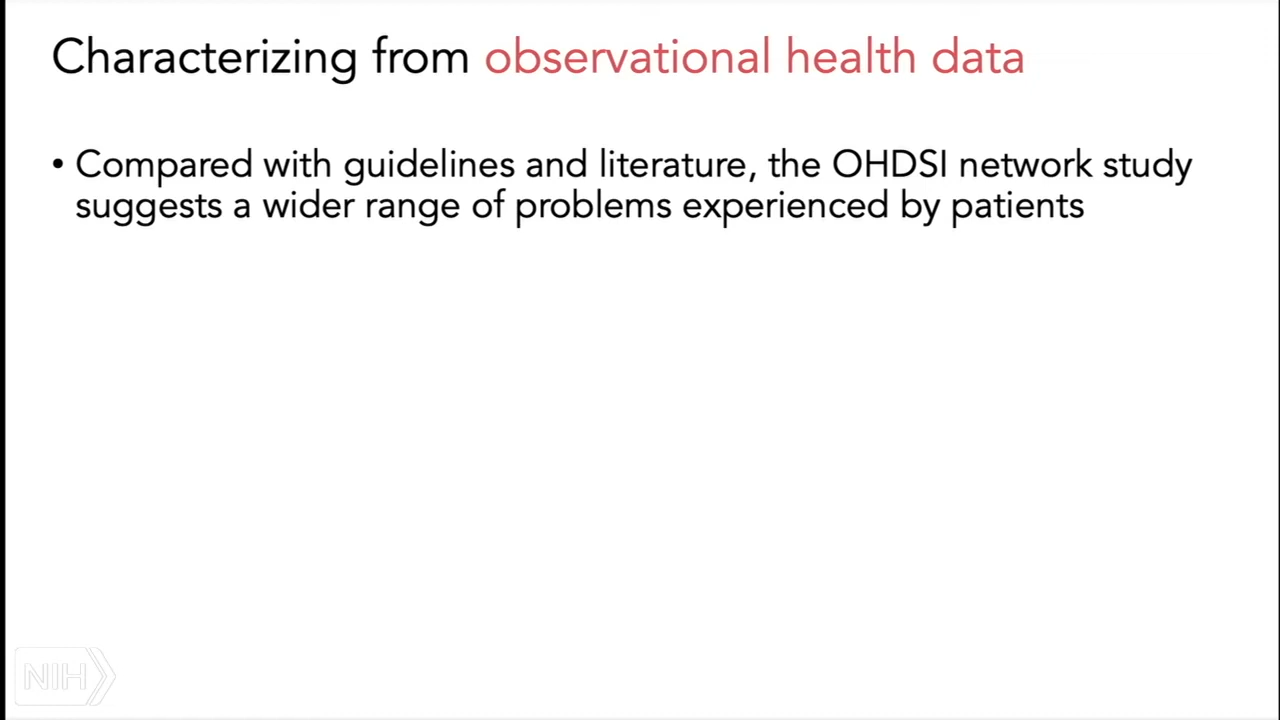 Characterizing from observational health data
• Compared with guidelines and literature, the OHDSI network study
suggests a wider range of problems experienced by patients
NIH